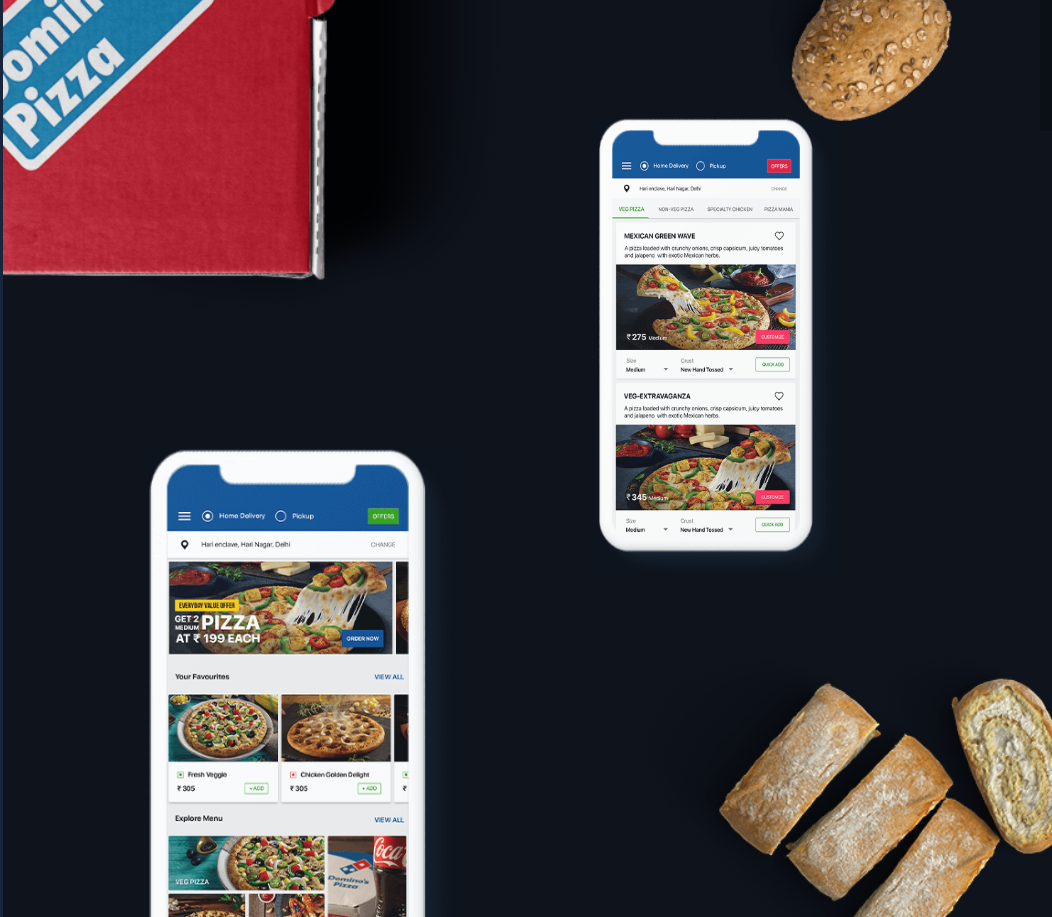 Pizza
Home Delivery
Pickup
OFFERS
Hari enclave, Hari Nagar, Delhi
CHANGE
VEG PIZZA
NON-VEG PIZZA
SPECIALTY CHICKEN
PIZZA MANIA
MEXICAN GREEN WAVE
A pizza loaded with crunchy onions, crisp capsicum, juicy tomatoes
and jalapeno with exotic Mexican herbs.
₹ 275 Medium
CUSTOMIZE
Size
Crust
Medium
New Hand Tossed
QUICK ADD
VEG-EXTRAVAGANZA
A pizza loaded with crunchy onions, crisp capsicum, juicy tomatoes
and jalapeno with exotic Mexican herbs.
₹ 345 Medium
CUSTOMIZE
Size
Crust
Medium
New Hand Tossed
QUICK ADD
Home Delivery
Pickup
OFFERS
Hari enclave, Hari Nagar, Delhi
CHANGE
EVERYDAY VALUE OFFER
GET 2
MEDIUM
PIZZA
AT ₹ 199 EACH
ORDER NOW
Your Favourites
VIEW ALL
Fresh Veggie
₹ 305
+ ADD
Chicken Golden Delight
₹ 305
+ ADD
Explore Menu
VIEW ALL
VEG PIZZA
Domino's
Pizza
Coca